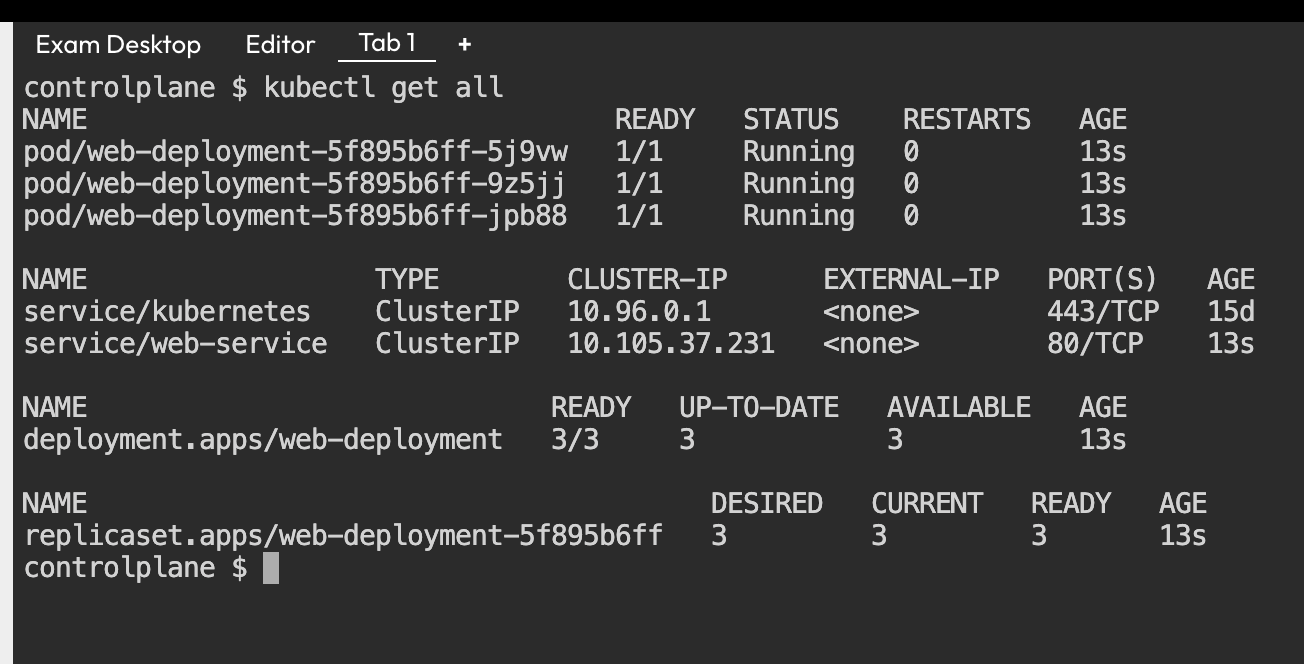 Exam Desktop Editor Tab 1 +
controlplane $ kubectl get all
NAME READY STATUS RESTARTS AGE
pod/web-deployment-5f895b6ff-5j9vw 1/1 Running 0 13s
pod/web-deployment-5f895b6ff-9z5jj 1/1 Running 0 13s
pod/web-deployment-5f895b6ff-jpb88 1/1 Running 0 13s
NAME TYPE CLUSTER-IP EXTERNAL-IP PORT(S) AGE
service/kubernetes ClusterIP 10.96.0.1 <none> 443/TCP 15d
service/web-service ClusterIP 10.105.37.231 <none> 80/TCP 13s
NAME READY UP-TO-DATE AVAILABLE AGE
deployment.apps/web-deployment 3/3 3 3 13s
NAME DESIRED CURRENT READY AGE
replicaset.apps/web-deployment-5f895b6ff 3 3 3 13s
controlplane $